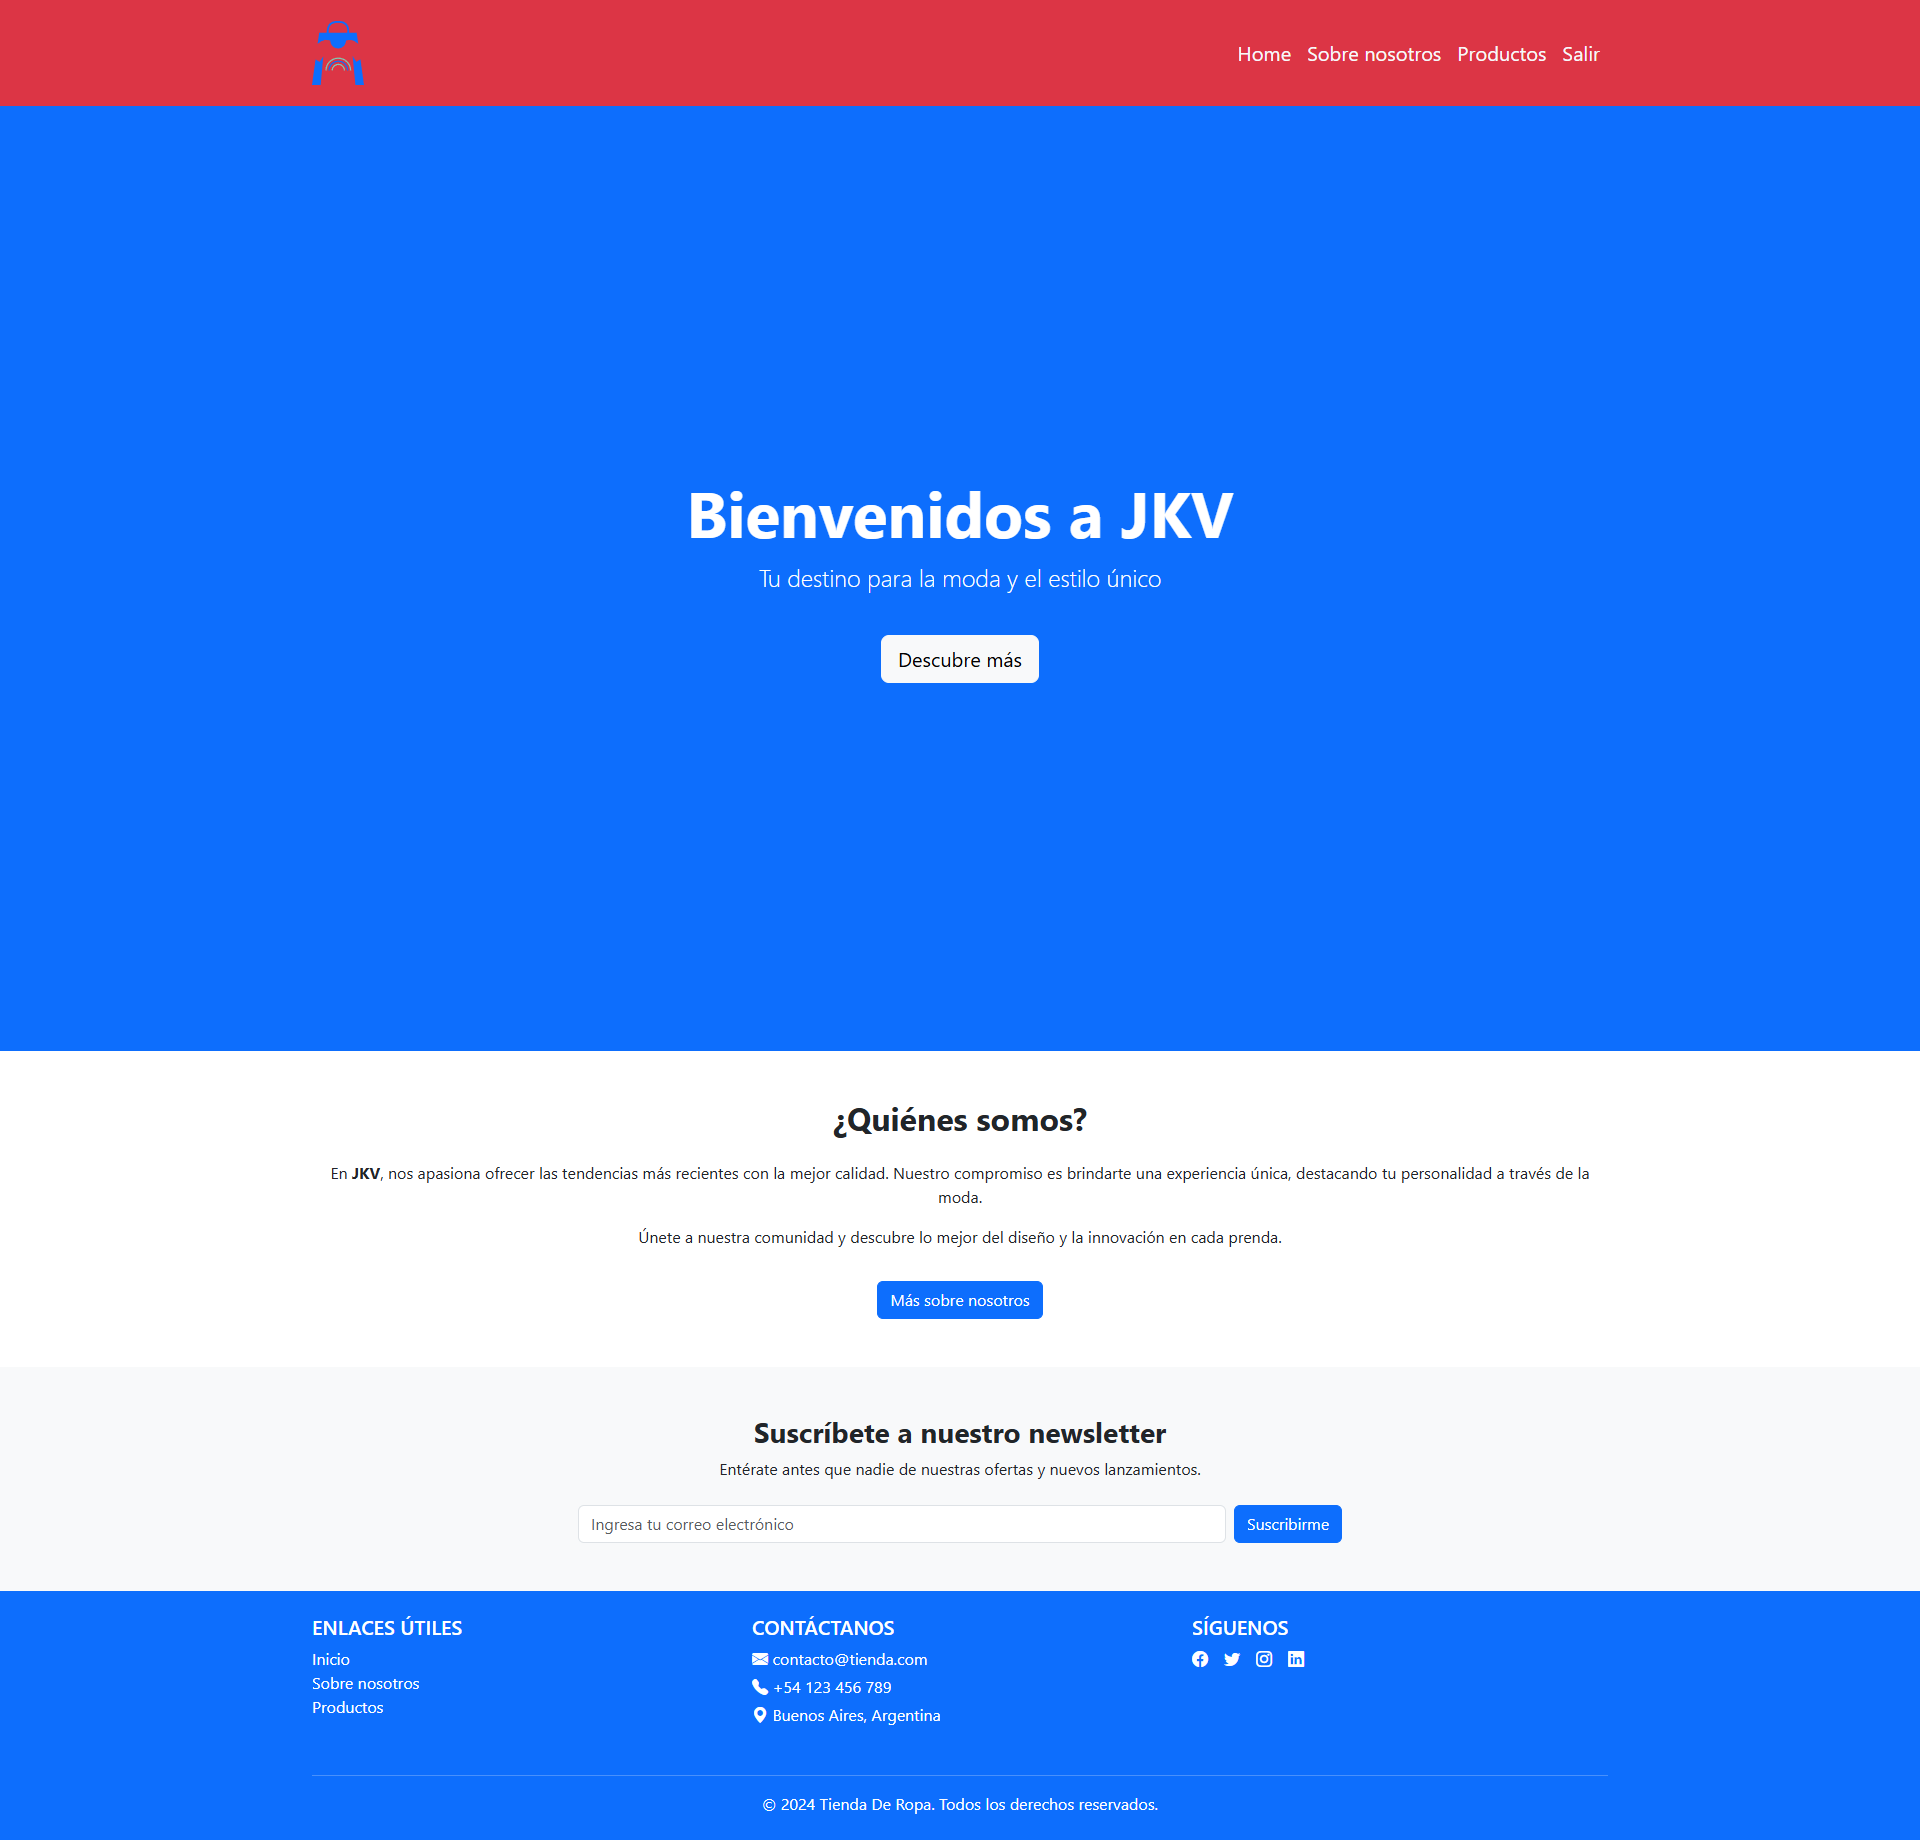 Home Sobre nosotros Productos Salir
Bienvenidos a JKV
Tu destino para la moda y el estilo único
Descubre más
¿Quiénes somos?
En JKV, nos apasiona ofrecer las tendencias más recientes con la mejor calidad. Nuestro compromiso es brindarte una experiencia única, destacando tu personalidad a través de la
moda.
Únete a nuestra comunidad y descubre lo mejor del diseño y la innovación en cada prenda.
Más sobre nosotros
Suscríbete a nuestro newsletter
Entérate antes que nadie de nuestras ofertas y nuevos lanzamientos.
Ingresa tu correo electrónico Suscribirme
ENLACES ÚTILES
Inicio
Sobre nosotros
Productos
CONTÁCTANOS
contacto@tienda.com
+54 123 456 789
Buenos Aires, Argentina
SÍGUENOS
© 2024 Tienda De Ropa. Todos los derechos reservados.